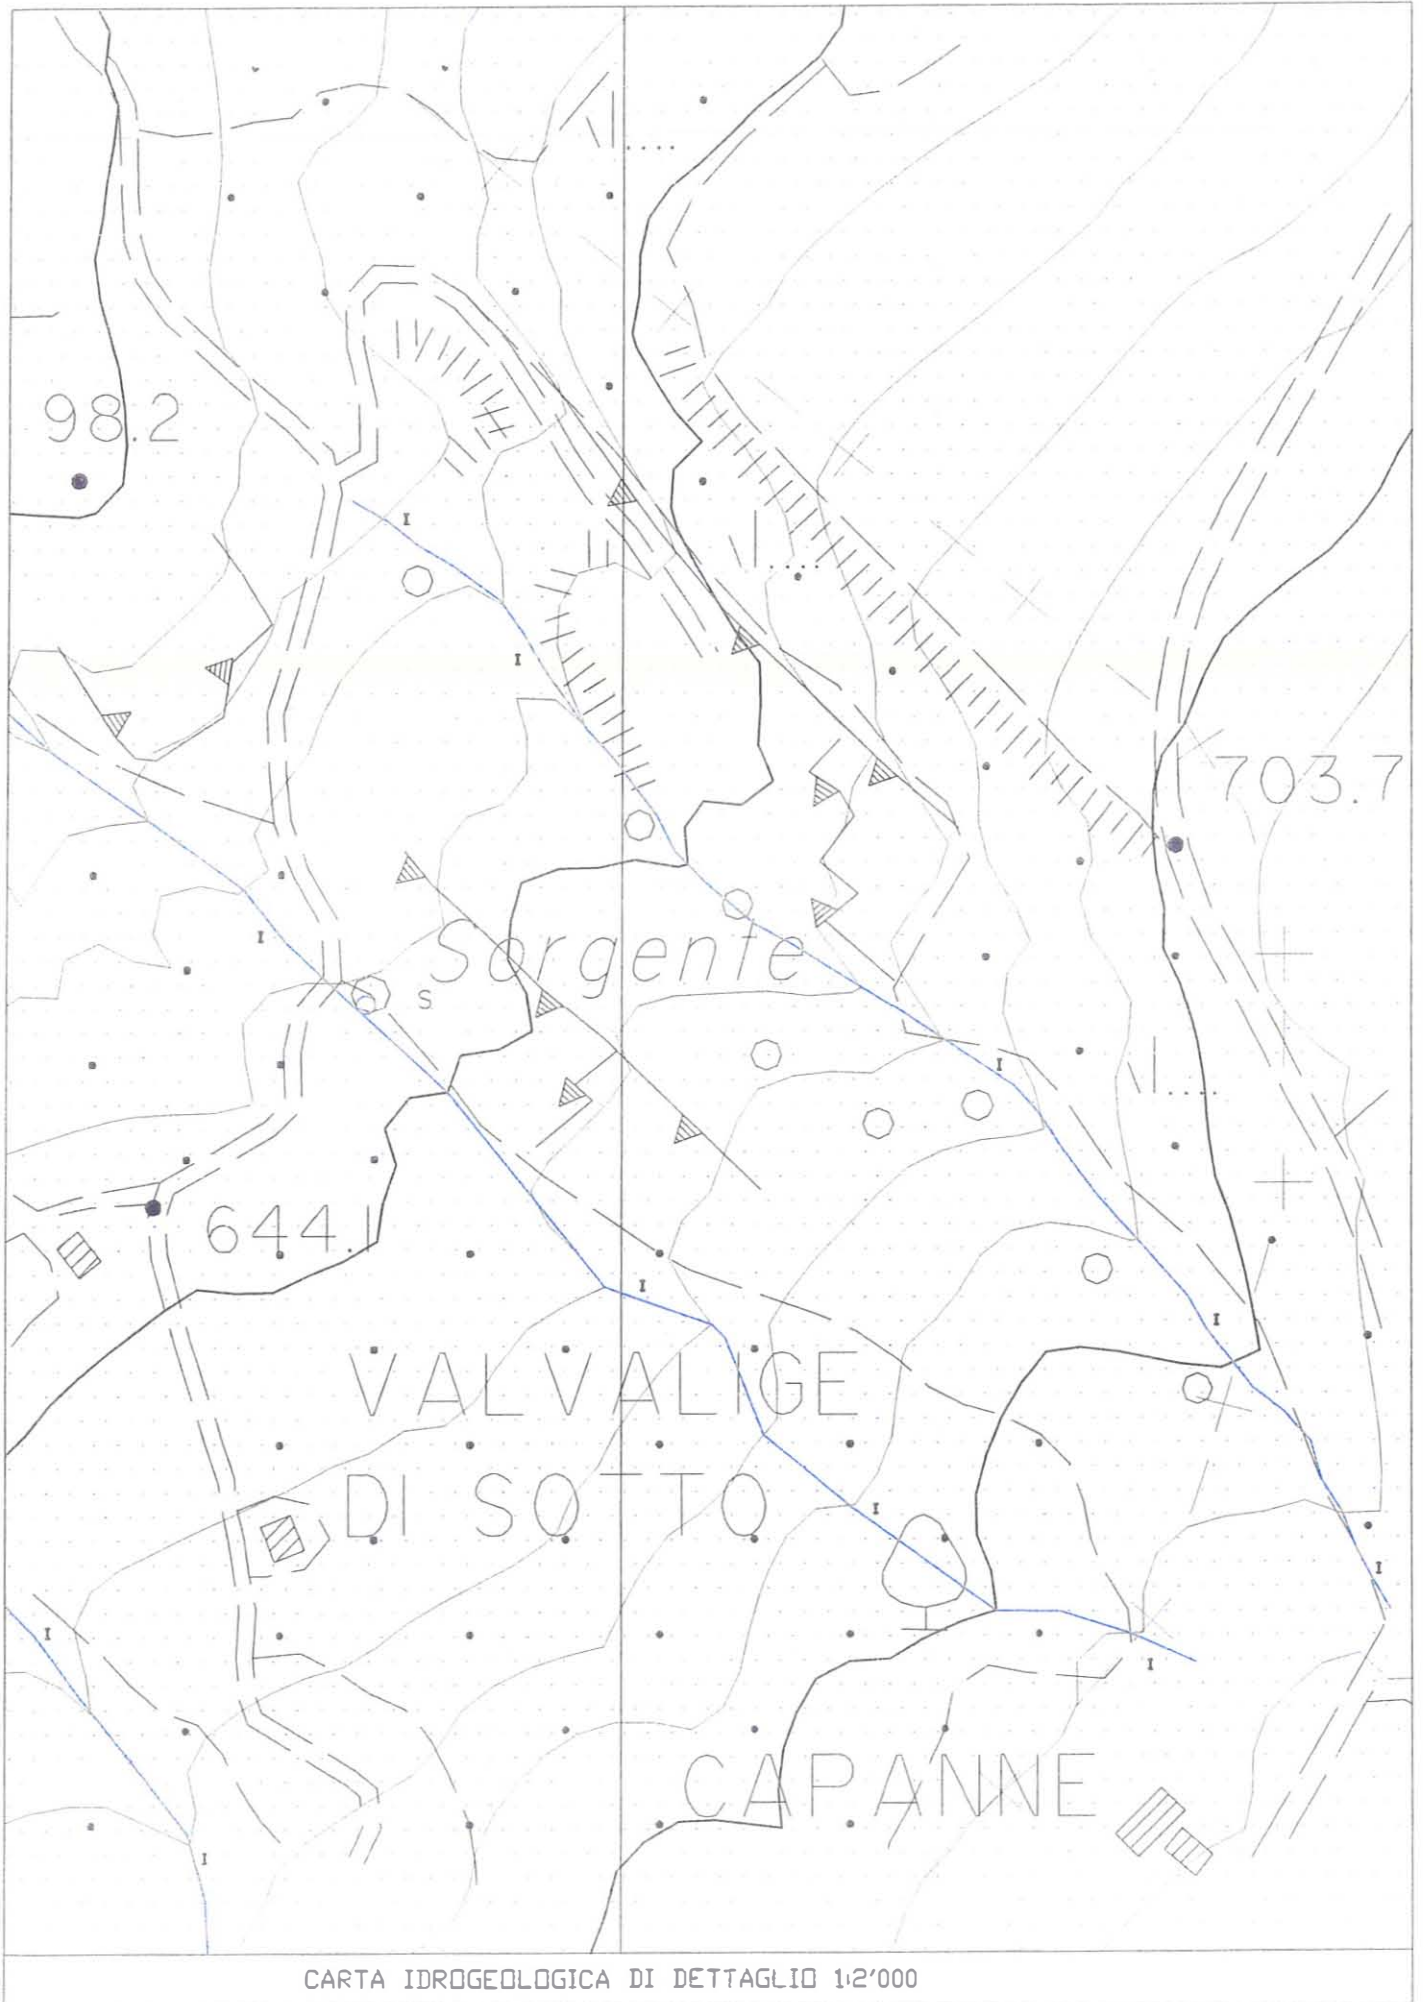 98.2
I
I
703.7
I
Sorgente
s
I
644.1
I
I
VALVALIGE
DI SOTTO
I
I
I
I
CAPANNE
I
CARTA IDROGEOLOGICA DI DETTAGLIO 1:2'000